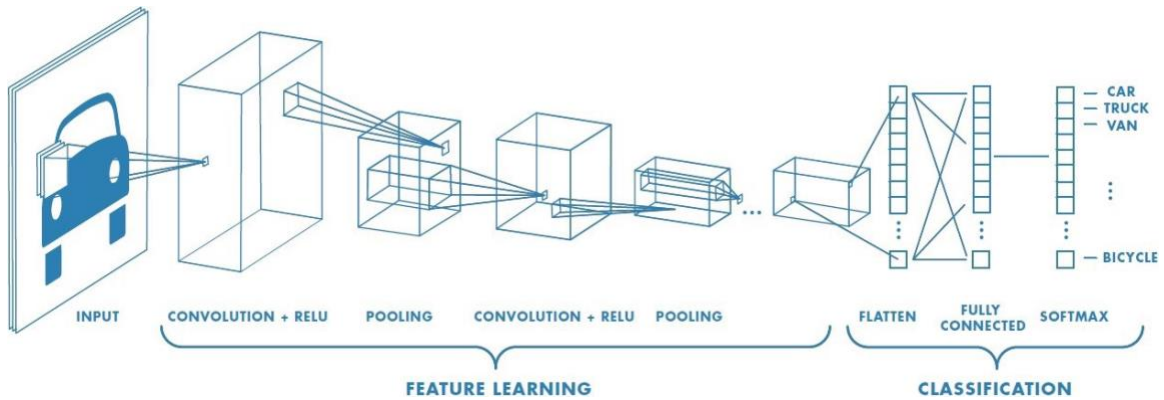 CAR
TRUCK
VAN
BICYCLE
INPUT
CONVOLUTION + RELU
POOLING
CONVOLUTION + RELU
POOLING
FLATTEN
FULLY
CONNECTED
SOFTMAX
FEATURE LEARNING
CLASSIFICATION